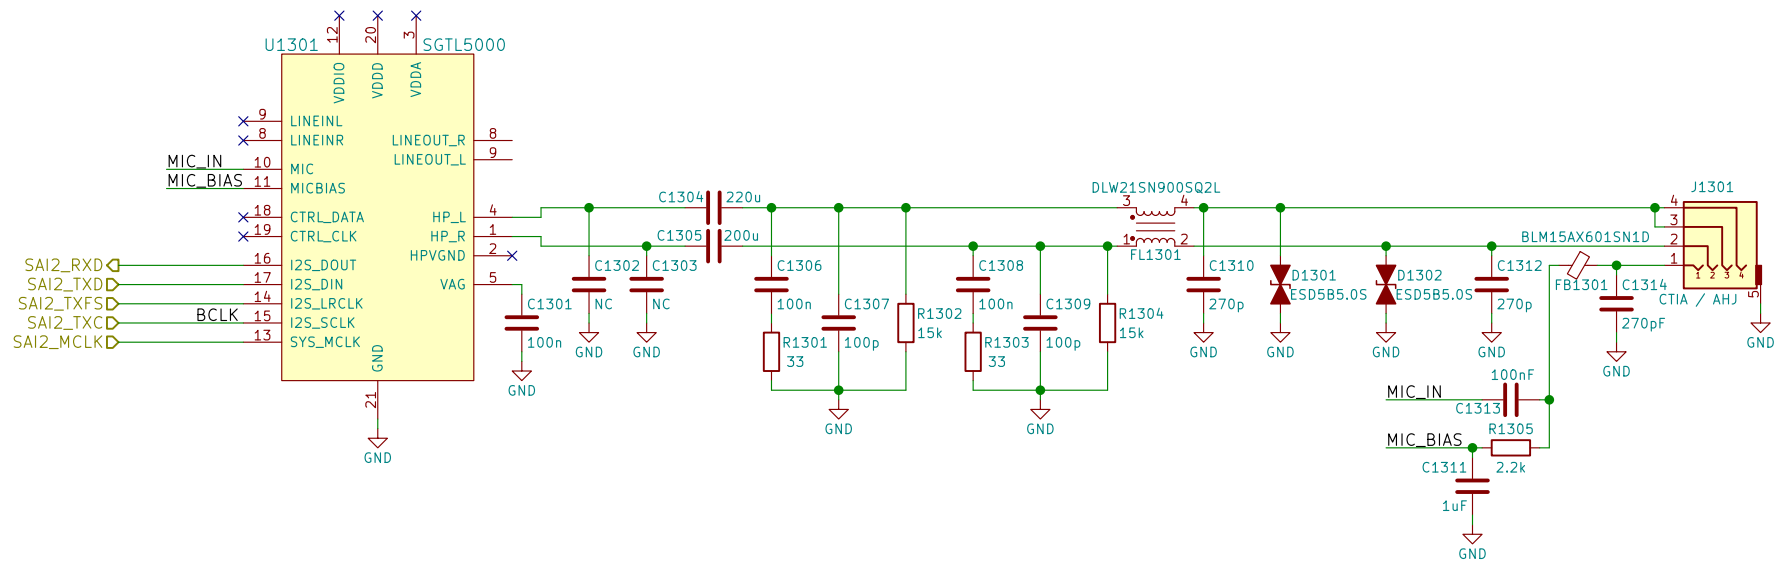 U1301
SGTL5000
12
20
3
VDDIO
VDDD
VDDA
9
LINEINL
8
LINEINR
LINEOUT_R
8
LINEOUT_L
9
MIC_IN
10
MIC
MIC_BIAS
11
MICBIAS
18
CTRL_DATA
HP_L
4
19
CTRL_CLK
HP_R
1
HPVGND
2
SAI2_RXD
16
I2S_DOUT
SAI2_TXD
17
I2S_DIN
VAG
5
SAI2_TXFS
14
I2S_LRCLK
SAI2_TXC
BCLK
15
I2S_SCLK
SAI2_MCLK
13
SYS_MCLK
GND
21
GND
C1301
100n
GND
C1302
NC
GND
C1303
NC
GND
C1304
220u
C1305
200u
C1306
100n
R1301
33
C1307
100p
R1302
15k
GND
C1308
100n
R1303
33
C1309
100p
R1304
15k
GND
DLW21SN900SQ2L
3
4
1
2
FL1301
C1310
270p
GND
D1301
ESD5B5.0S
GND
D1302
ESD5B5.0S
GND
C1312
270p
GND
BLM15AX601SN1D
FB1301
C1314
270pF
GND
J1301
4
3
2
1
1 2 3 4
CTIA / AHJ
5
GND
100nF
MIC_IN
C1313
R1305
MIC_BIAS
2.2k
C1311
1uF
GND